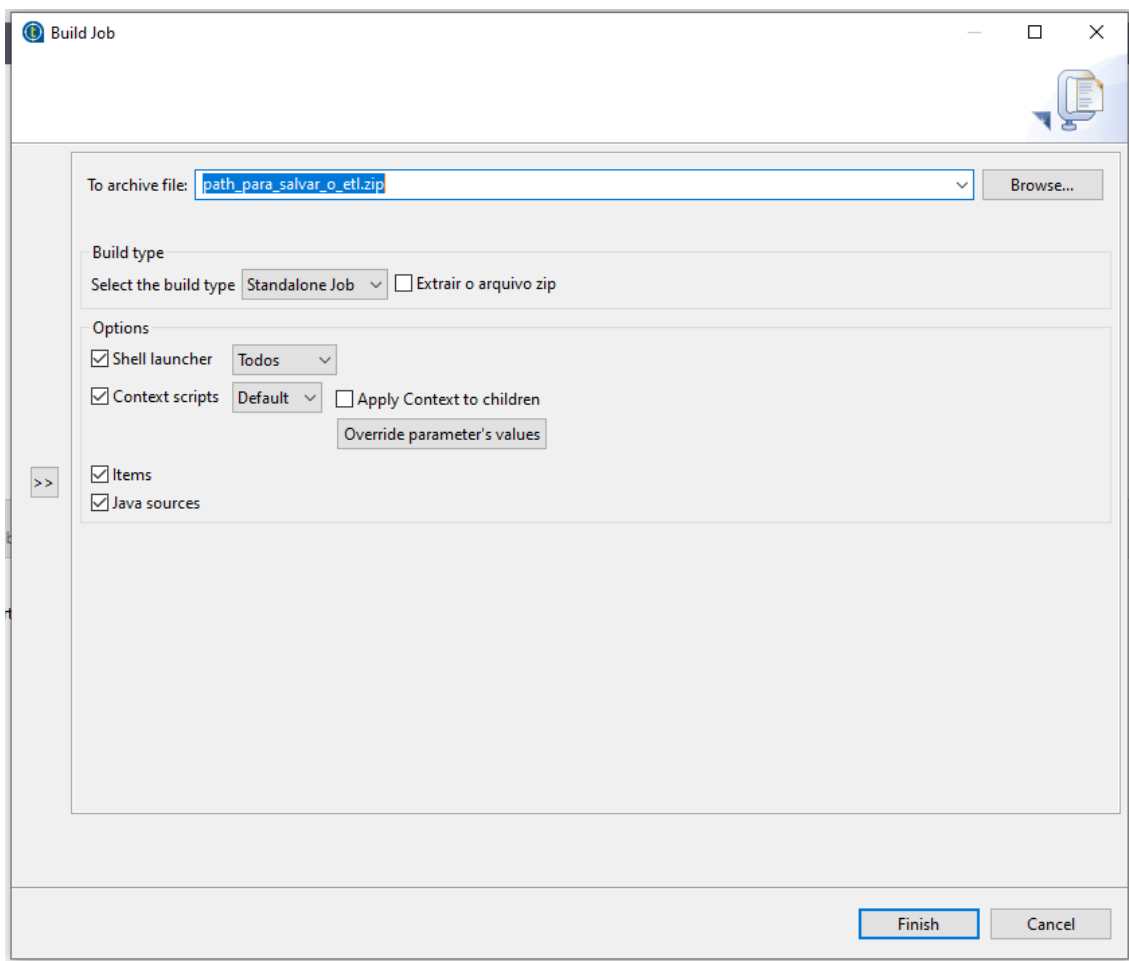 Build Job
To archive file: path_para_salvar_o_etl.zip Browse...
Build type
Select the build type Standalone Job Extrair o arquivo zip
Options
Shell launcher Todos
Context scripts Default Apply Context to children
Override parameter's values
>>
Items
Java sources
Finish Cancel